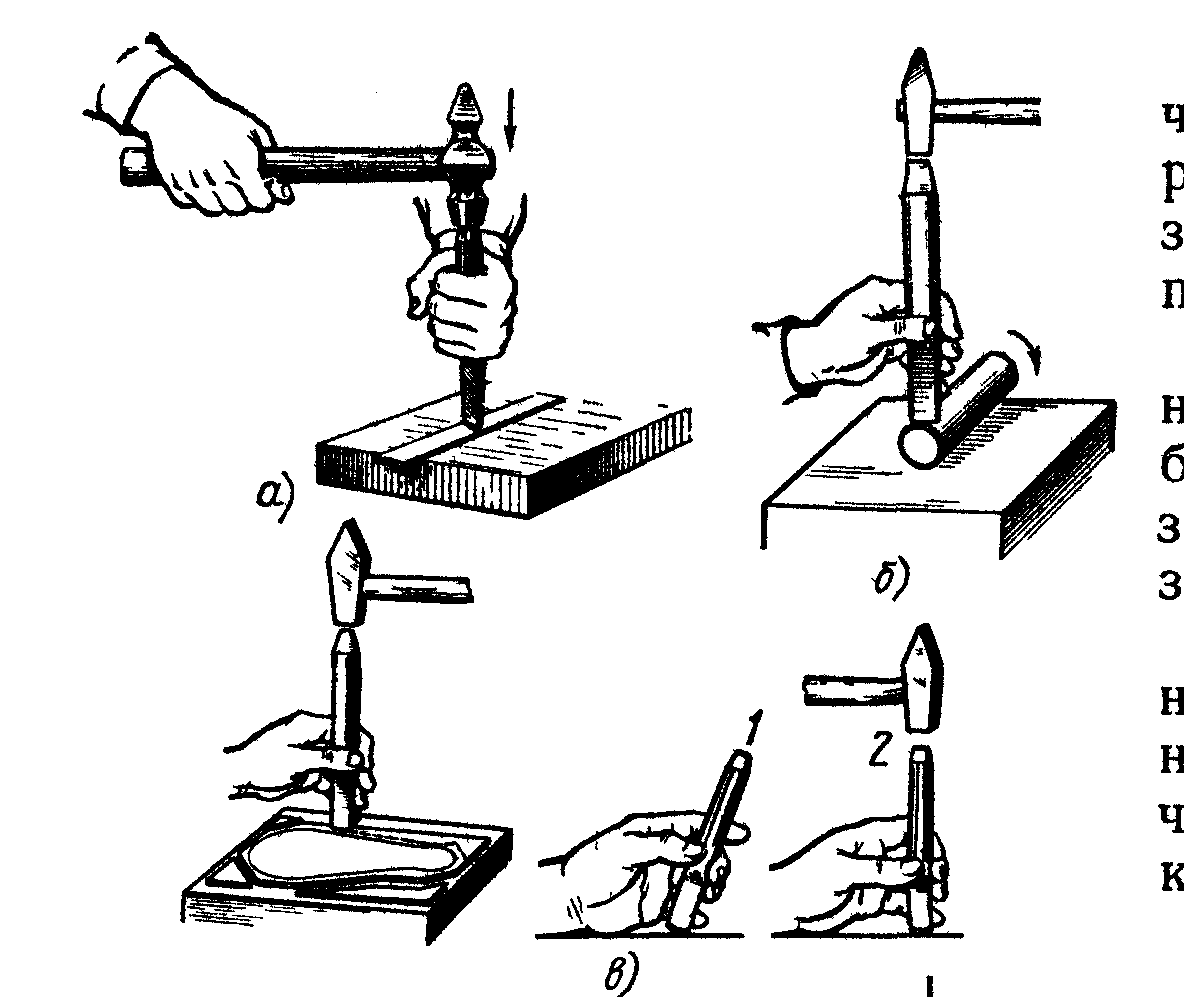 ч
р
з
п
н
б
з
з
а)
б)
1
2
н
н
ч
к
в)